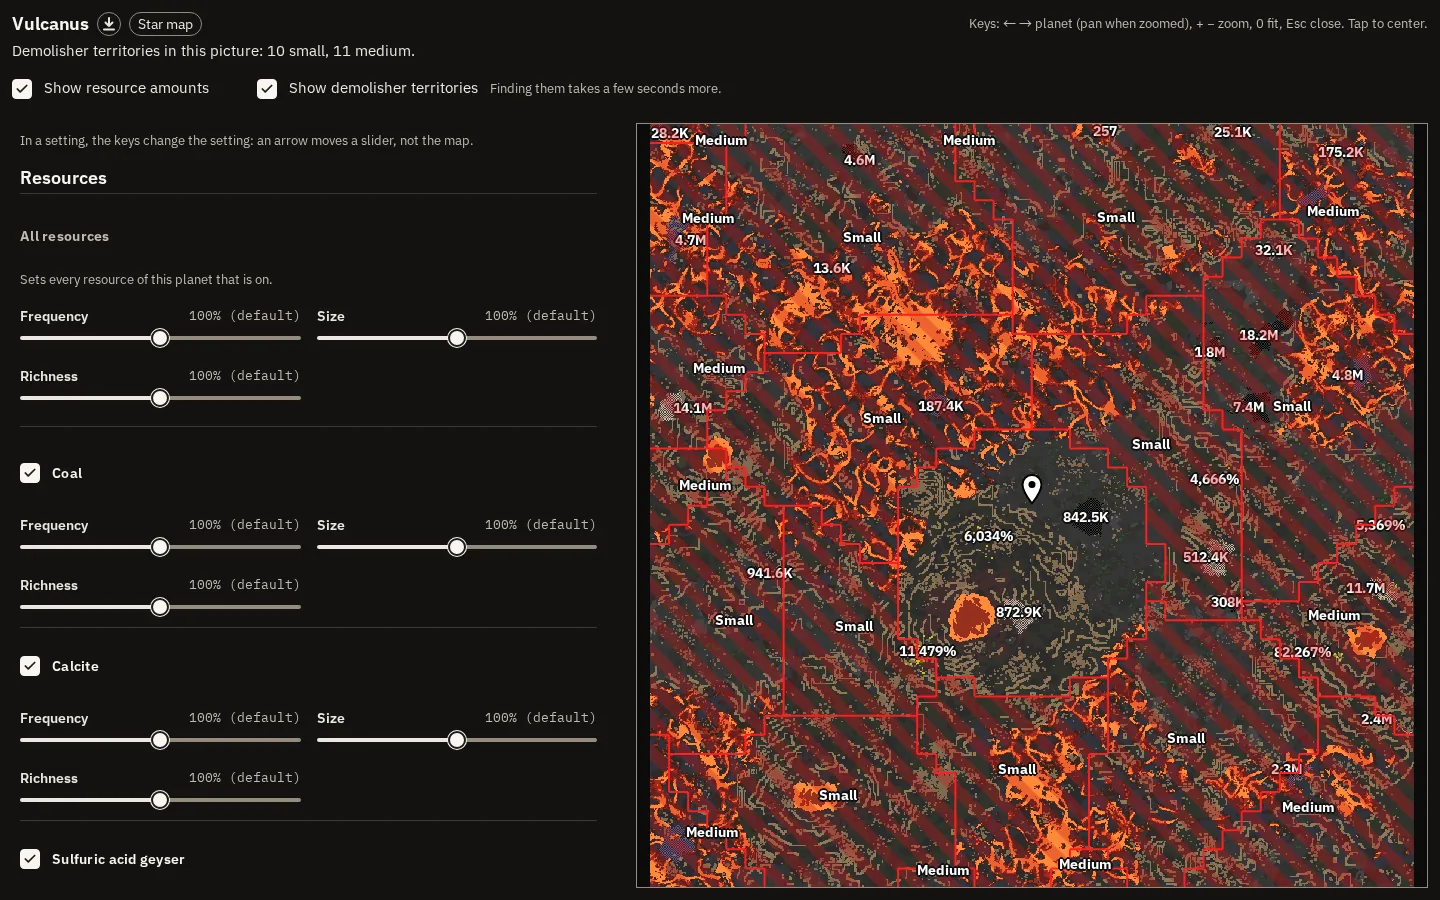 Vulcanus Star map
Keys: ←→ planet (pan when zoomed), + − zoom, 0 fit, Esc close. Tap to center.
Demolisher territories in this picture: 10 small, 11 medium.
Show resource amounts
Show demolisher territories Finding them takes a few seconds more.
In a setting, the keys change the setting: an arrow moves a slider, not the map.
Resources
All resources
Sets every resource of this planet that is on.
Frequency 100% (default) Size 100% (default)
Richness 100% (default)
Coal
Frequency 100% (default) Size 100% (default)
Richness 100% (default)
Calcite
Frequency 100% (default) Size 100% (default)
Richness 100% (default)
Sulfuric acid geyser
28.2K Medium Medium 257 25.1K
4.6M 175.2K
Medium Small Medium
4.7M Small 32.1K
13.6K
18.2M
1.8M
Medium 4.8M
14.1M Small 187.4K 7.4M Small
Small
Medium 4,666%
842.5K 5,369%
6,034%
941.6K 512.4K
11.7M
308K
Small Small 872.9K Medium
11,479% 82,267%
2.4M
Small
Small 2.3M
Small Medium
Medium
Medium Medium